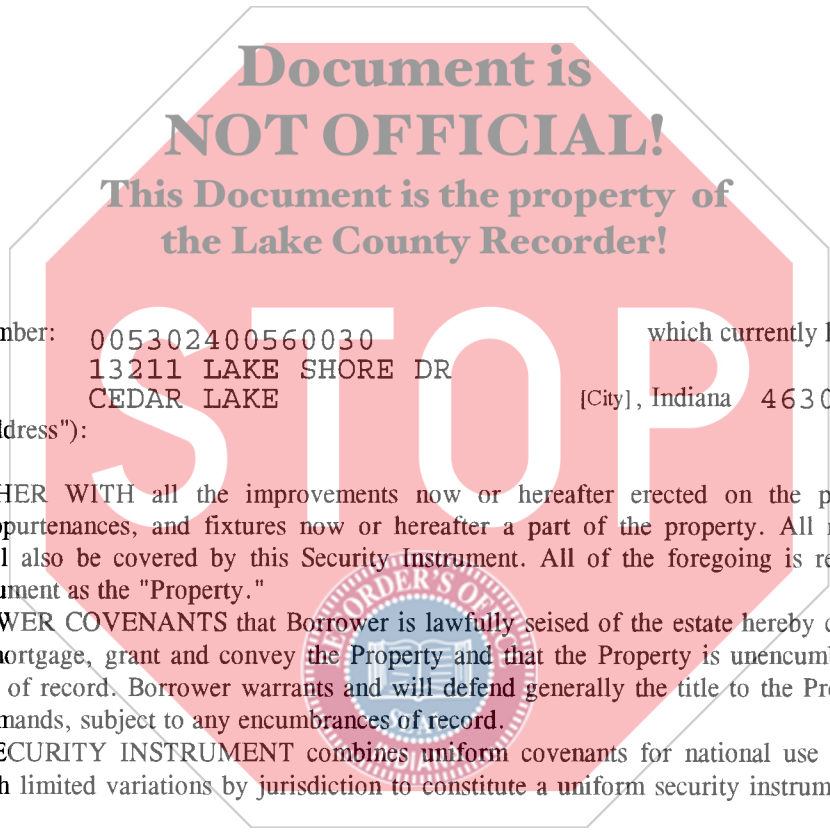 Document is
NOT OFFICIAL!
This Document is the property of
the Lake County Recorder!
STOP
mber: 005302400560030 which currently h
13211 LAKE SHORE DR
CEDAR LAKE [City], Indiana 4630
ddress"):
HER WITH all the improvements now or hereafter erected on the p
ppurtenances, and fixtures now or hereafter a part of the property. All r
l also be covered by this Security Instrument. All of the foregoing is re
ument as the "Property."
WER COVENANTS that Borrower is lawfully seised of the estate hereby c
nortgage, grant and convey the Property and that the Property is unencumb
of record. Borrower warrants and will defend generally the title to the Pro
mands, subject to any encumbrances of record.
ECURITY INSTRUMENT combines uniform covenants for national use
h limited variations by jurisdiction to constitute a uniform security instrum
RECORDER'S OFFICE